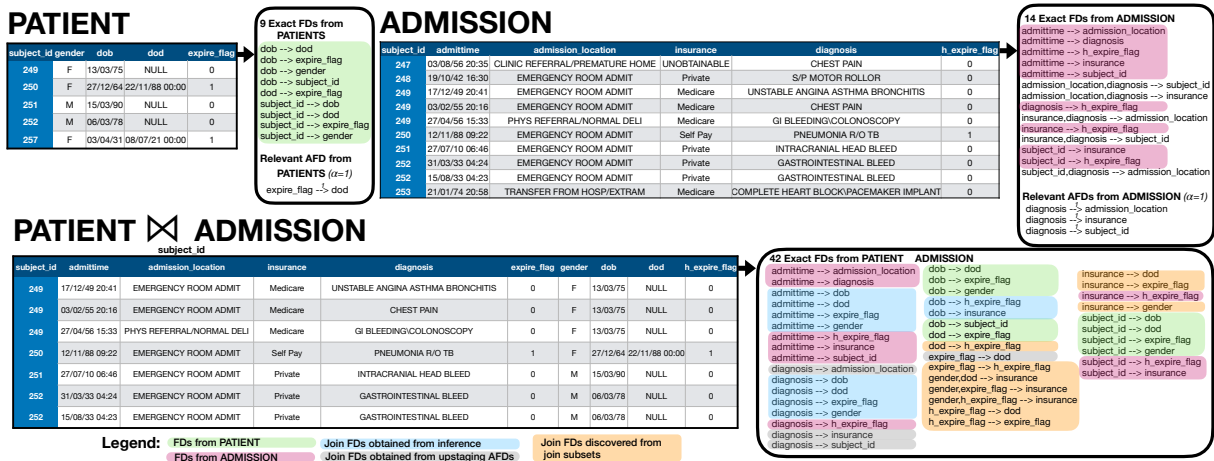 PATIENT
subject_id gender dob dod expire_flag
249 F 13/03/75 NULL 0
250 F 27/12/64 22/11/88 00:00 1
251 M 15/03/90 NULL 0
252 M 06/03/78 NULL 0
257 F 03/04/31 08/07/21 00:00 1
9 Exact FDs from
PATIENTS
dob --> dod
dob --> expire_flag
dob --> gender
dob --> subject_id
dod --> expire_flag
subject_id --> dob
subject_id --> dod
subject_id --> expire_flag
subject_id --> gender
Relevant AFD from
PATIENTS (α=1)
expire_flag --> dod
ADMISSION
subject_id admittime admission_location insurance diagnosis h_expire_flag
247 03/08/56 20:35 CLINIC REFERRAL/PREMATURE HOME UNOBTAINABLE CHEST PAIN 0
248 19/10/42 16:30 EMERGENCY ROOM ADMIT Private S/P MOTOR ROLLOR 0
249 17/12/49 20:41 EMERGENCY ROOM ADMIT Medicare UNSTABLE ANGINA ASTHMA BRONCHITIS 0
249 03/02/55 20:16 EMERGENCY ROOM ADMIT Medicare CHEST PAIN 0
249 27/04/56 15:33 PHYS REFERRAL/NORMAL DELI Medicare GI BLEEDING\COLONOSCOPY 0
250 12/11/88 09:22 EMERGENCY ROOM ADMIT Self Pay PNEUMONIA R/O TB 1
251 27/07/10 06:46 EMERGENCY ROOM ADMIT Private INTRACRANIAL HEAD BLEED 0
252 31/03/33 04:24 EMERGENCY ROOM ADMIT Private GASTROINTESTINAL BLEED 0
252 15/08/33 04:23 EMERGENCY ROOM ADMIT Private GASTROINTESTINAL BLEED 0
253 21/01/74 20:58 TRANSFER FROM HOSP/EXTRAM Medicare COMPLETE HEART BLOCK\PACEMAKER IMPLANT 0
14 Exact FDs from ADMISSION
admittime --> admission_location
admittime --> diagnosis
admittime --> h_expire_flag
admittime --> insurance
admittime --> subject_id
admission_location,diagnosis --> subject_id
admission_location,diagnosis --> insurance
diagnosis --> h_expire_flag
insurance,diagnosis --> admission_location
insurance --> h_expire_flag
insurance,diagnosis --> subject_id
subject_id --> insurance
subject_id --> h_expire_flag
subject_id,diagnosis --> admission_location
Relevant AFDs from ADMISSION (α=1)
diagnosis --> admission_location
diagnosis --> insurance
diagnosis --> subject_id
PATIENT ⋈ ADMISSION
subject_id
subject_id admittime admission_location insurance diagnosis expire_flag gender dob dod h_expire_flag
249 17/12/49 20:41 EMERGENCY ROOM ADMIT Medicare UNSTABLE ANGINA ASTHMA BRONCHITIS 0 F 13/03/75 NULL 0
249 03/02/55 20:16 EMERGENCY ROOM ADMIT Medicare CHEST PAIN 0 F 13/03/75 NULL 0
249 27/04/56 15:33 PHYS REFERRAL/NORMAL DELI Medicare GI BLEEDING\COLONOSCOPY 0 F 13/03/75 NULL 0
250 12/11/88 09:22 EMERGENCY ROOM ADMIT Self Pay PNEUMONIA R/O TB 1 F 27/12/64 22/11/88 00:00 1
251 27/07/10 06:46 EMERGENCY ROOM ADMIT Private INTRACRANIAL HEAD BLEED 0 M 15/03/90 NULL 0
252 31/03/33 04:24 EMERGENCY ROOM ADMIT Private GASTROINTESTINAL BLEED 0 M 06/03/78 NULL 0
252 15/08/33 04:23 EMERGENCY ROOM ADMIT Private GASTROINTESTINAL BLEED 0 M 06/03/78 NULL 0
42 Exact FDs from PATIENT ADMISSION
admittime --> admission_location
admittime --> diagnosis
admittime --> dob
admittime --> dod
admittime --> expire_flag
admittime --> gender
admittime --> h_expire_flag
admittime --> insurance
admittime --> subject_id
diagnosis --> admission_location
diagnosis --> dob
diagnosis --> dod
diagnosis --> expire_flag
diagnosis --> gender
diagnosis --> h_expire_flag
diagnosis --> insurance
diagnosis --> subject_id
dob --> dod
dob --> expire_flag
dob --> gender
dob --> h_expire_flag
dob --> insurance
dob --> subject_id
dod --> expire_flag
dod --> h_expire_flag
expire_flag --> dod
expire_flag --> h_expire_flag
gender,dod --> insurance
gender,expire_flag --> insurance
gender,h_expire_flag --> insurance
h_expire_flag --> dod
h_expire_flag --> expire_flag
insurance --> dod
insurance --> expire_flag
insurance --> h_expire_flag
insurance --> gender
subject_id --> dob
subject_id --> dod
subject_id --> expire_flag
subject_id --> gender
subject_id --> h_expire_flag
subject_id --> insurance
Legend:
FDs from PATIENT
FDs from ADMISSION
Join FDs obtained from inference
Join FDs obtained from upstaging AFDs
Join FDs discovered from
join subsets